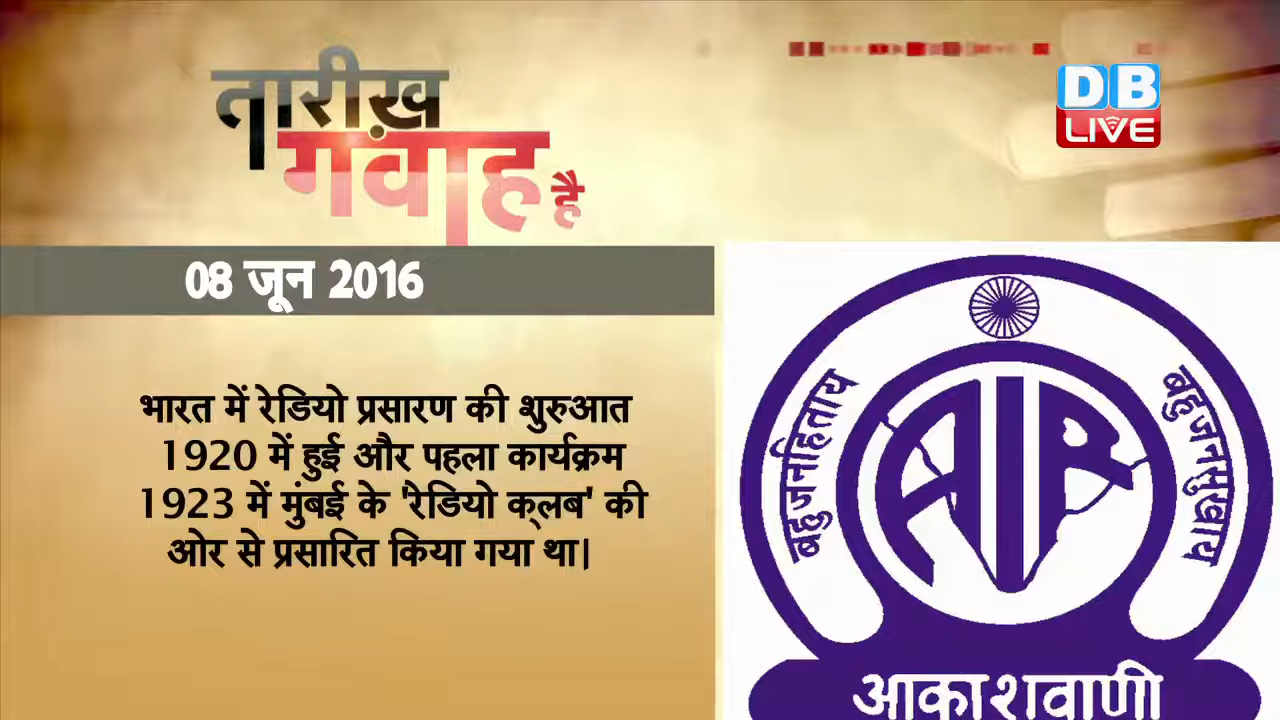 तारीख़
गवाह है
DB
LIVE
08 जून 2016
भारत में रेडियो प्रसारण की शुरुआत
1920 में हुई और पहला कार्यक्रम
1923 में मुंबई के 'रेडियो क्लब' की
ओर से प्रसारित किया गया था।
बहुजनहिताय
बहुजनसुखाय
AIR
आकाशवाणी